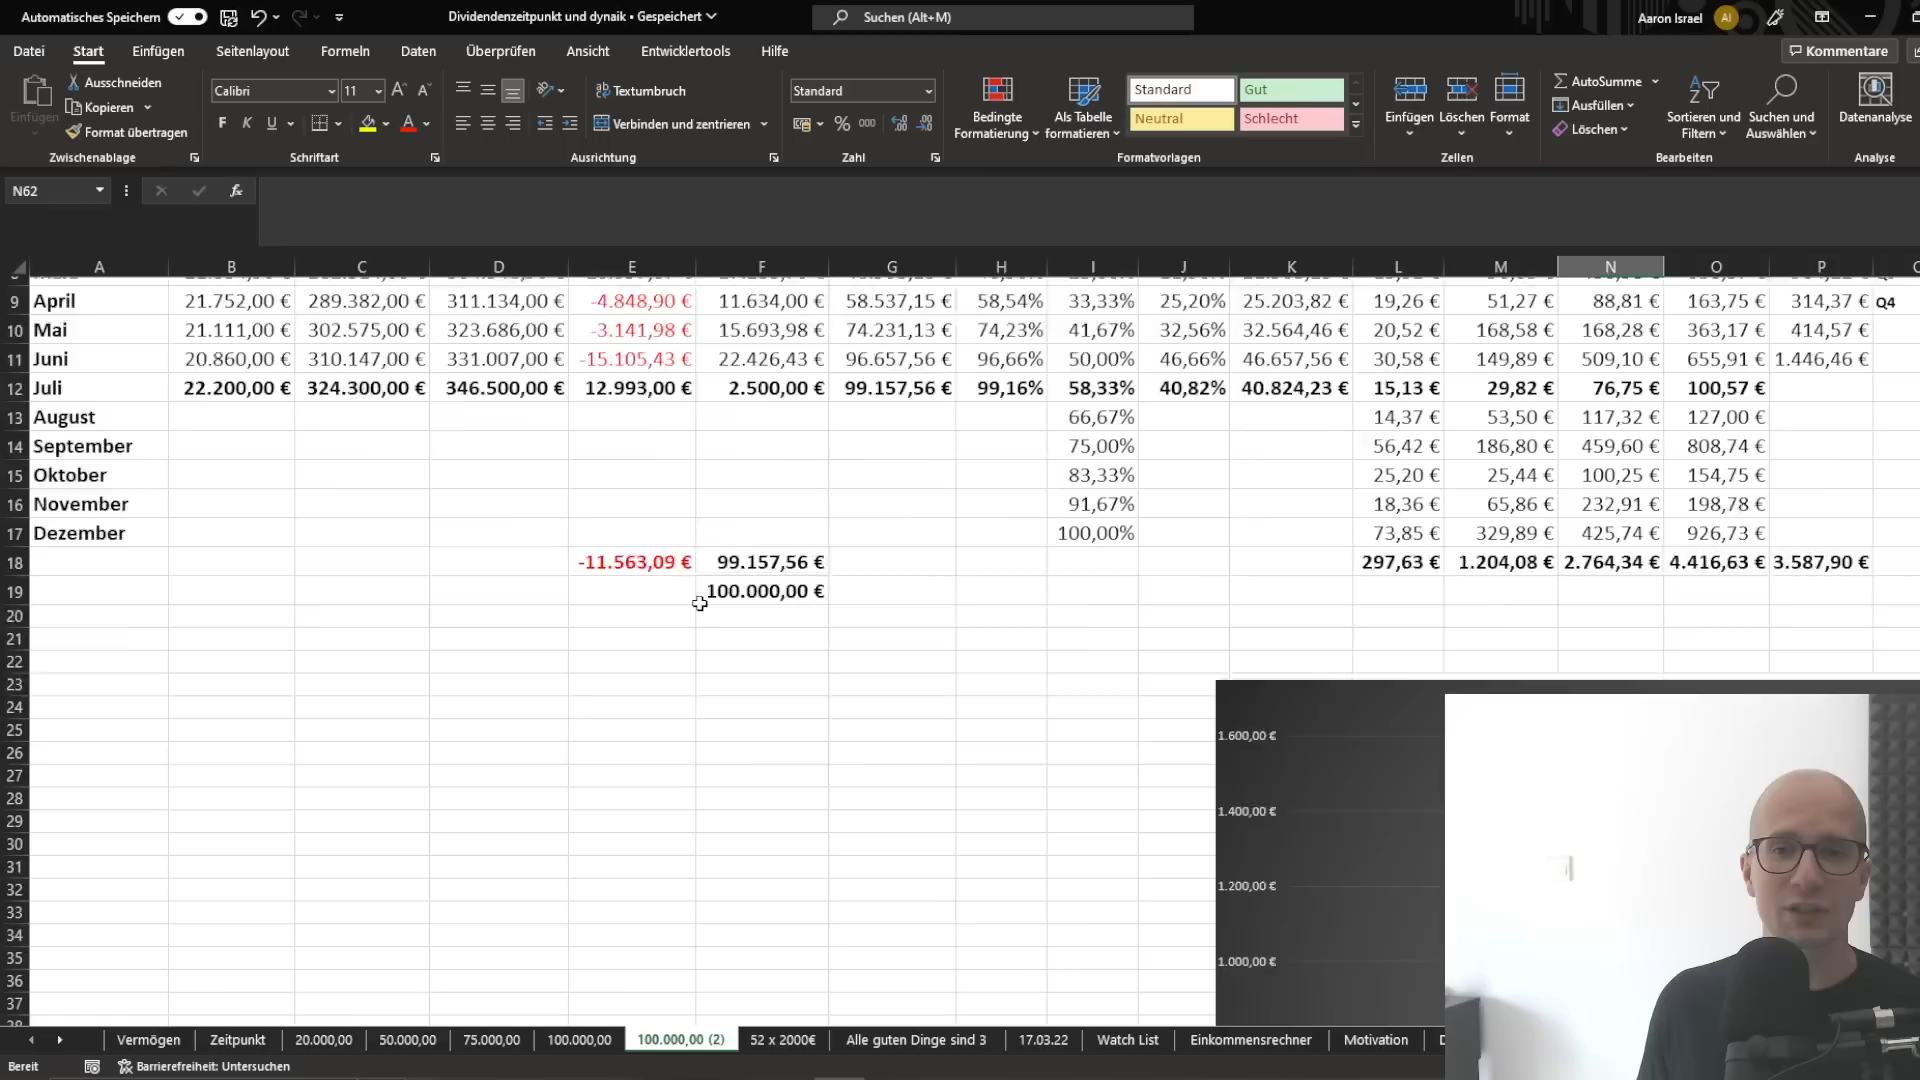 Automatisches Speichern
Dividendenzeitpunkt und dynaik • Gespeichert
Suchen (Alt+M)
Aaron Israel
AI
Datei Start Einfügen Seitenlayout Formeln Daten Überprüfen Ansicht Entwicklertools Hilfe
Kommentare
Einfügen
Ausschneiden
Kopieren
Format übertragen
Zwischenablage
Calibri 11
F K U
Schriftart
Textumbruch
Verbinden und zentrieren
Ausrichtung
Standard
% 000
Zahl
Bedingte Formatierung
Als Tabelle formatieren
Standard Gut
Neutral Schlecht
Formatvorlagen
Einfügen Löschen Format
Zellen
AutoSumme
Ausfüllen
Löschen
Sortieren und Filtern
Suchen und Auswählen
Bearbeiten
Datenanalyse
Analyse
N62
fx
A B C D E F G H I J K L M N O P
9 April 21.752,00 € 289.382,00 € 311.134,00 € -4.848,90 € 11.634,00 € 58.537,15 € 58,54% 33,33% 25,20% 25.203,82 € 19,26 € 51,27 € 88,81 € 163,75 € 314,37 € Q4
10 Mai 21.111,00 € 302.575,00 € 323.686,00 € -3.141,98 € 15.693,98 € 74.231,13 € 74,23% 41,67% 32,56% 32.564,46 € 20,52 € 168,58 € 168,28 € 363,17 € 414,57 €
11 Juni 20.860,00 € 310.147,00 € 331.007,00 € -15.105,43 € 22.426,43 € 96.657,56 € 96,66% 50,00% 46,66% 46.657,56 € 30,58 € 149,89 € 509,10 € 655,91 € 1.446,46 €
12 Juli 22.200,00 € 324.300,00 € 346.500,00 € 12.993,00 € 2.500,00 € 99.157,56 € 99,16% 58,33% 40,82% 40.824,23 € 15,13 € 29,82 € 76,75 € 100,57 €
13 August 66,67% 14,37 € 53,50 € 117,32 € 127,00 €
14 September 75,00% 56,42 € 186,80 € 459,60 € 808,74 €
15 Oktober 83,33% 25,20 € 25,44 € 100,25 € 154,75 €
16 November 91,67% 18,36 € 65,86 € 232,91 € 198,78 €
17 Dezember 100,00% 73,85 € 329,89 € 425,74 € 926,73 €
18 -11.563,09 € 99.157,56 € 297,63 € 1.204,08 € 2.764,34 € 4.416,63 € 3.587,90 €
19 100.000,00 €
20
21
22
23
24
25
26
27
28
29
30
31
32
33
34
35
36
37
1.600,00 €
1.400,00 €
1.200,00 €
1.000,00 €
Vermögen Zeitpunkt 20.000,00 50.000,00 75.000,00 100.000,00 100.000,00 (2) 52 x 2000€ Alle guten Dinge sind 3 17.03.22 Watch List Einkommensrechner Motivation
Bereit
Barrierefreiheit: Untersuchen